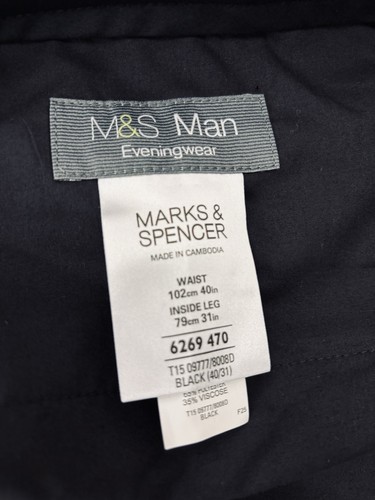 M&S Man
Eveningwear
MARKS &
SPENCER
MADE IN CAMBODIA
WAIST
102cm 40in
INSIDE LEG
79cm 31in
6269 470
T15 09777/8008D
BLACK (40/31)
POLYESTER
35% VISCOSE
T15 09777/8008D
BLACK
F25